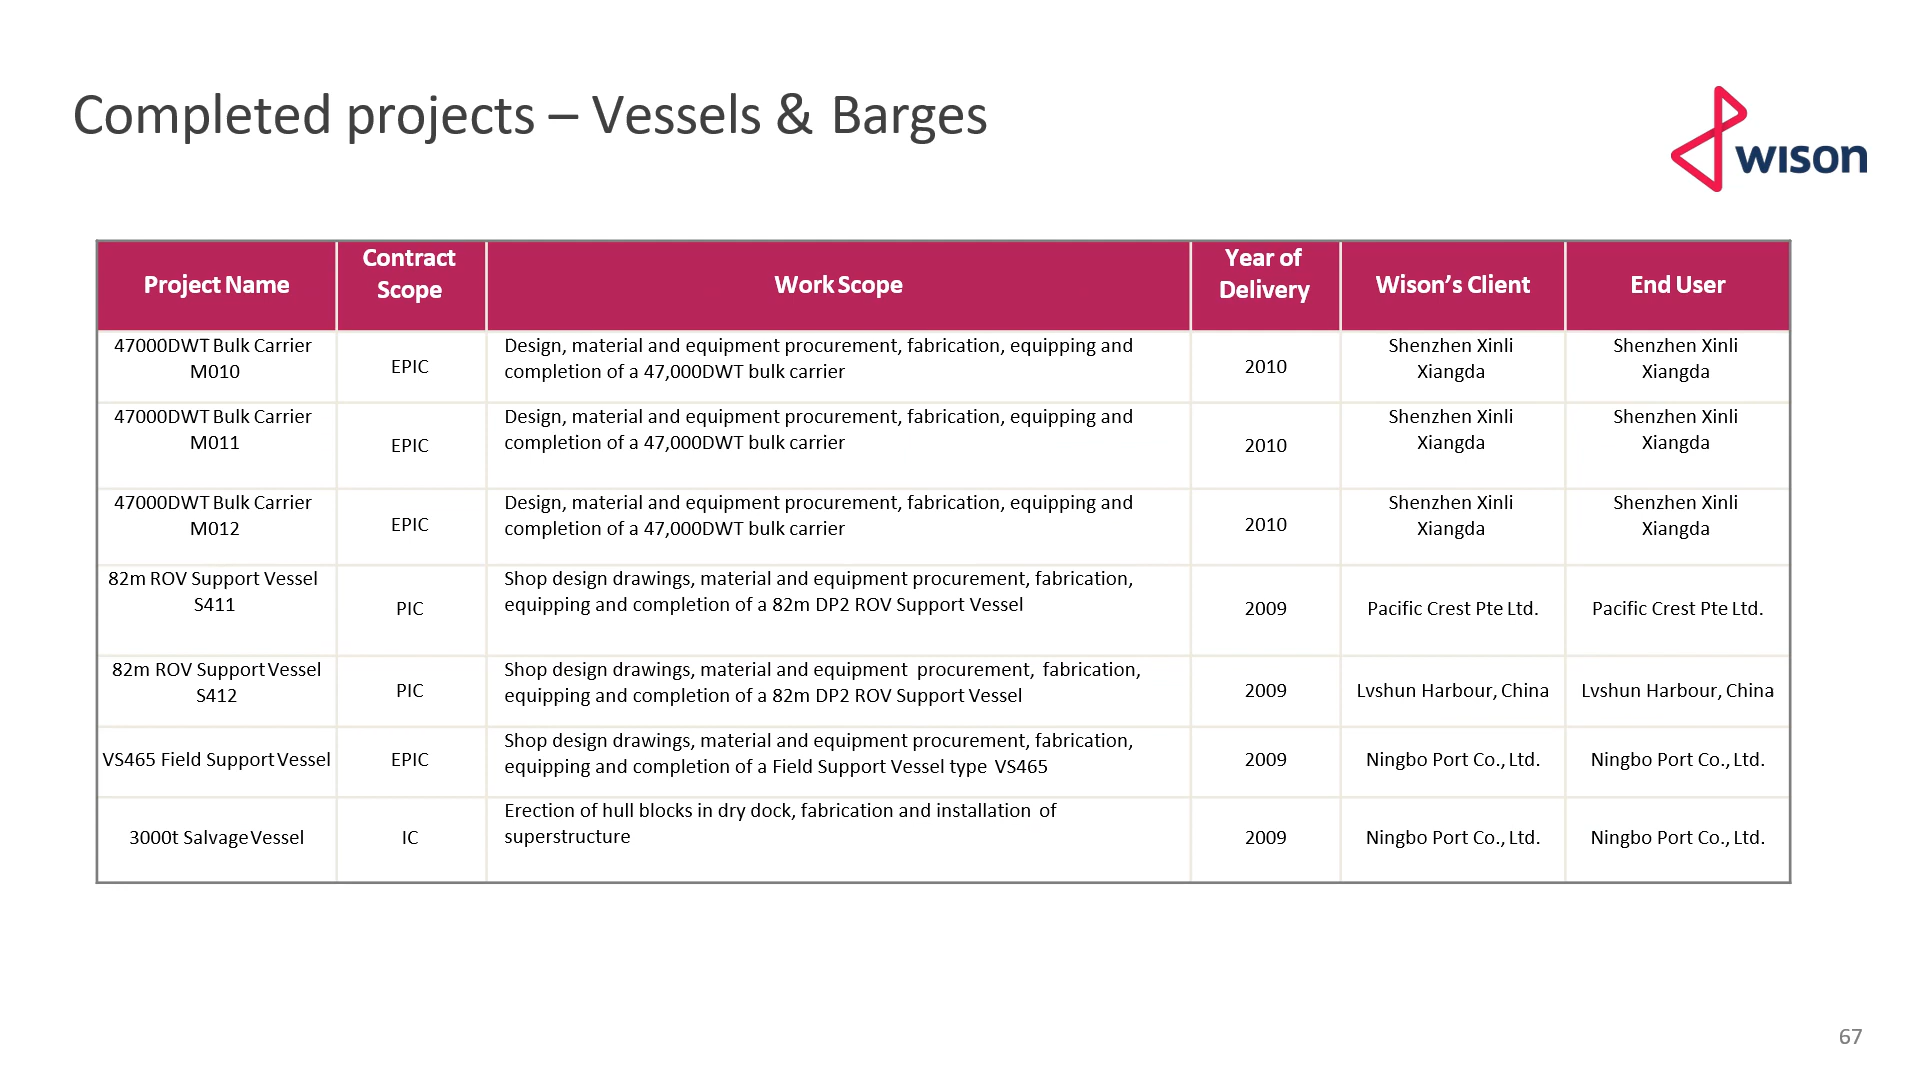 Completed projects – Vessels & Barges
wison
Project Name
Contract
Scope
Work Scope
Year of
Delivery
Wison's Client
End User
47000DWT Bulk Carrier
M010
EPIC
Design, material and equipment procurement, fabrication, equipping and
completion of a 47,000DWT bulk carrier
2010
Shenzhen Xinli
Xiangda
Shenzhen Xinli
Xiangda
47000DWT Bulk Carrier
M011
EPIC
Design, material and equipment procurement, fabrication, equipping and
completion of a 47,000DWT bulk carrier
2010
Shenzhen Xinli
Xiangda
Shenzhen Xinli
Xiangda
47000DWT Bulk Carrier
M012
EPIC
Design, material and equipment procurement, fabrication, equipping and
completion of a 47,000DWT bulk carrier
2010
Shenzhen Xinli
Xiangda
Shenzhen Xinli
Xiangda
82m ROV Support Vessel
S411
PIC
Shop design drawings, material and equipment procurement, fabrication,
equipping and completion of a 82m DP2 ROV Support Vessel
2009
Pacific Crest Pte Ltd.
Pacific Crest Pte Ltd.
82m ROV Support Vessel
S412
PIC
Shop design drawings, material and equipment procurement, fabrication,
equipping and completion of a 82m DP2 ROV Support Vessel
2009
Lvshun Harbour, China
Lvshun Harbour, China
VS465 Field Support Vessel
EPIC
Shop design drawings, material and equipment procurement, fabrication,
equipping and completion of a Field Support Vessel type VS465
2009
Ningbo Port Co., Ltd.
Ningbo Port Co., Ltd.
3000t Salvage Vessel
IC
Erection of hull blocks in dry dock, fabrication and installation of
superstructure
2009
Ningbo Port Co., Ltd.
Ningbo Port Co., Ltd.
67